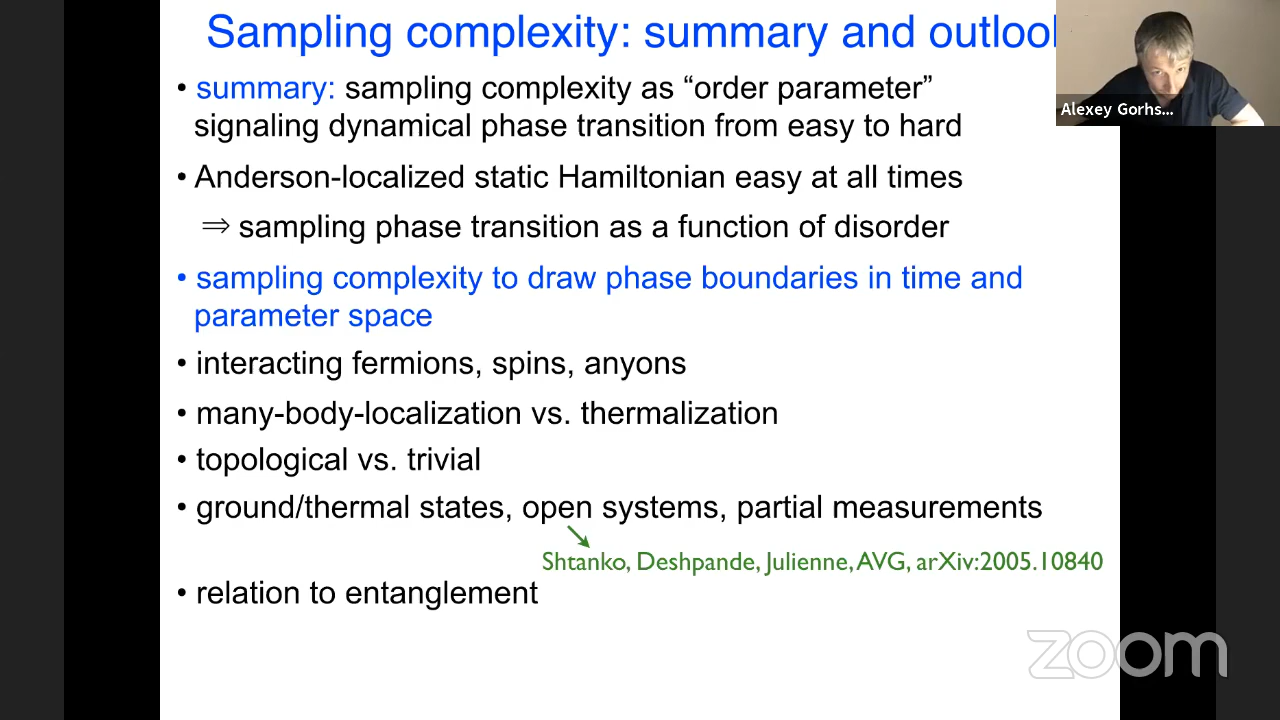 Sampling complexity: summary and outlook
• summary: sampling complexity as “order parameter”
signaling dynamical phase transition from easy to hard
• Anderson-localized static Hamiltonian easy at all times
⇒ sampling phase transition as a function of disorder
• sampling complexity to draw phase boundaries in time and
parameter space
• interacting fermions, spins, anyons
• many-body-localization vs. thermalization
• topological vs. trivial
• ground/thermal states, open systems, partial measurements
Shtanko, Deshpande, Julienne, AVG, arXiv:2005.10840
• relation to entanglement
Alexey Gorhs...
zoom